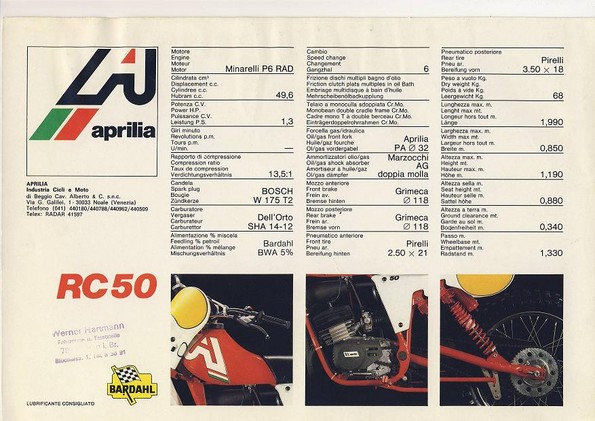 aprilia
APRILIA
Industria Cicli e Moto
di Beggio Cav. Alberto & C. s.n.c.
Via G. Galilei, 1 - 30033 Noale (Venezia)
Telefono (041) 440180/440788/440962/440509
Telex: RADAR 41597
Motore
Engine
Moteur
Motor
Minarelli P6 RAD
Cilindrata cm³
Displacement c.c.
Cylindree c.c.
Hubram c.c.
49,6
Potenza C.V.
Power H.P.
Puissance C.V.
Leistung P.S.
1,3
Giri minuto
Revolutions p.m.
Tours p.m.
U/min.
—
Rapporto di compressione
Compression ratio
Taux de compression
Verdichtungsverhältnis
13,5:1
Candela
Spark plug
Bougie
Zündkerze
BOSCH
W 175 T2
Carburatore
Vergaser
Carburateur
Carburettor
Dell'Orto
SHA 14-12
Alimentazione % miscela
Feedling % petroil
Alimentation % mélange
Mischungsverhältnis
Bardahl
BWA 5%
Cambio
Speed change
Changement
Gangzhal
6
Frizione dischi multipli bagno d'olio
Friction clutch plats multiples in oil Bath
Embriage multidisque à bain d'huile
Mehrscheibenölbadkupplung
Telaio a monoculla sdoppiata Cr.Mo.
Monobean double cradle frame Cr.Mo.
Cadre mono T à double berceau Cr.Mo.
Einträgerdoppelrohrrahmen Cr.Mo.
Forcella gas/idraulica
Oil/gas front fork
Huile/gaz fourche
Öl/gas vordergabel
Aprilia
PA Ø 32
Ammortizzatori olio/gas
Oil/gas shock absorber
Amortiseur à huile/gaz
Öl/gas dämpfer
Marzocchi
AG
doppia molla
Mozzo anteriore
Front brake
Frein av.
Bremse hinten
Grimeca
Ø 118
Mozzo posteriore
Rear brake
Frein ar.
Bremse vorn
Grimeca
Ø 118
Pneumatico anteriore
Front tire
Pneu av.
Bereifung hinten
Pirelli
2.50 × 21
Pneumatico posteriore
Rear tire
Pneu ar.
Bereifung vorn
Pirelli
3.50 × 18
Peso a vuoto Kg.
Dry weight Kg.
Poids à vide Kg.
Leergewicht Kg.
68
Lunghezza max. m.
Lenght max mt.
Longeur hors tout m.
Länge m.
1,990
Larghezza max. m.
Width max mt.
Largeur hors tout m.
Breite m.
0,850
Altezza max. m.
Height max mt.
Hauteur max. m.
Höhe m.
1,190
Altezza sella m.
Seat height mt.
Hauteur selle m.
Sattel höhe
0,880
Altezza a terra m.
Ground clearance mt.
Garde au sol m.
Bodenfreiheit m.
0,340
Passo m.
Wheelbase mt.
Empattement m.
Radstand m.
1,330
RC50
Werner Hartmann
50
BARDAHL
LUBRIFICANTE CONSIGLIATO